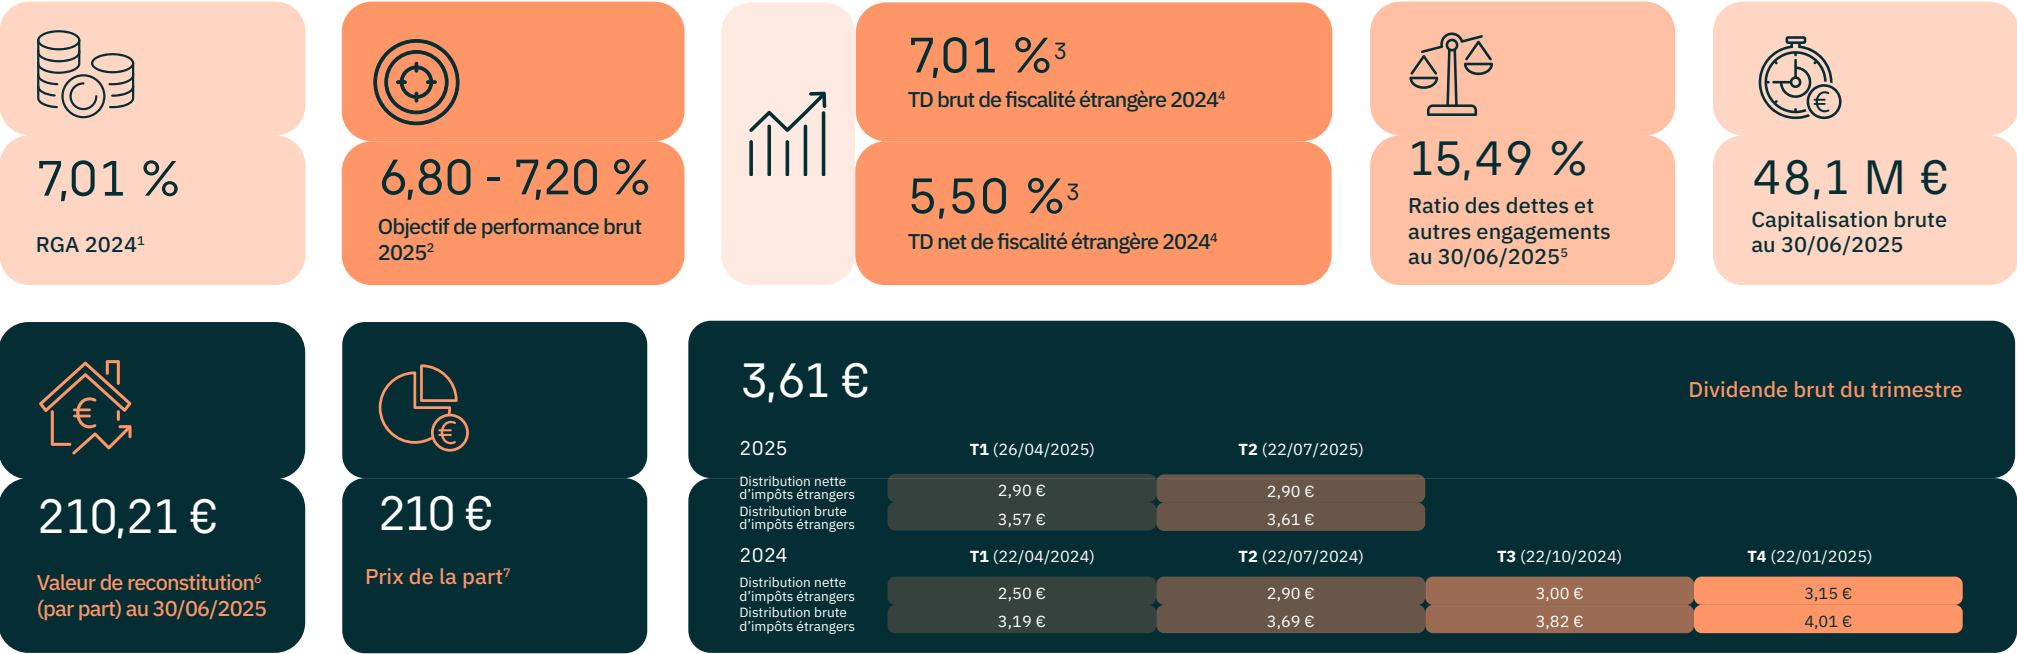 7,01 %
RGA 2024¹
6,80 - 7,20 %
Objectif de performance brut
2025²
7,01 %³
TD brut de fiscalité étrangère 2024⁴
5,50 %³
TD net de fiscalité étrangère 2024⁴
15,49 %
Ratio des dettes et
autres engagements
au 30/06/2025⁵
48,1 M €
Capitalisation brute
au 30/06/2025
€
€
210,21 €
Valeur de reconstitution⁶
(par part) au 30/06/2025
€
210 €
Prix de la part⁷
3,61 €
Dividende brut du trimestre
2025 T1 (26/04/2025) T2 (22/07/2025)
Distribution nette
d’impôts étrangers 2,90 € 2,90 €
Distribution brute
d’impôts étrangers 3,57 € 3,61 €
2024 T1 (22/04/2024) T2 (22/07/2024) T3 (22/10/2024) T4 (22/01/2025)
Distribution nette
d’impôts étrangers 2,50 € 2,90 € 3,00 € 3,15 €
Distribution brute
d’impôts étrangers 3,19 € 3,69 € 3,82 € 4,01 €